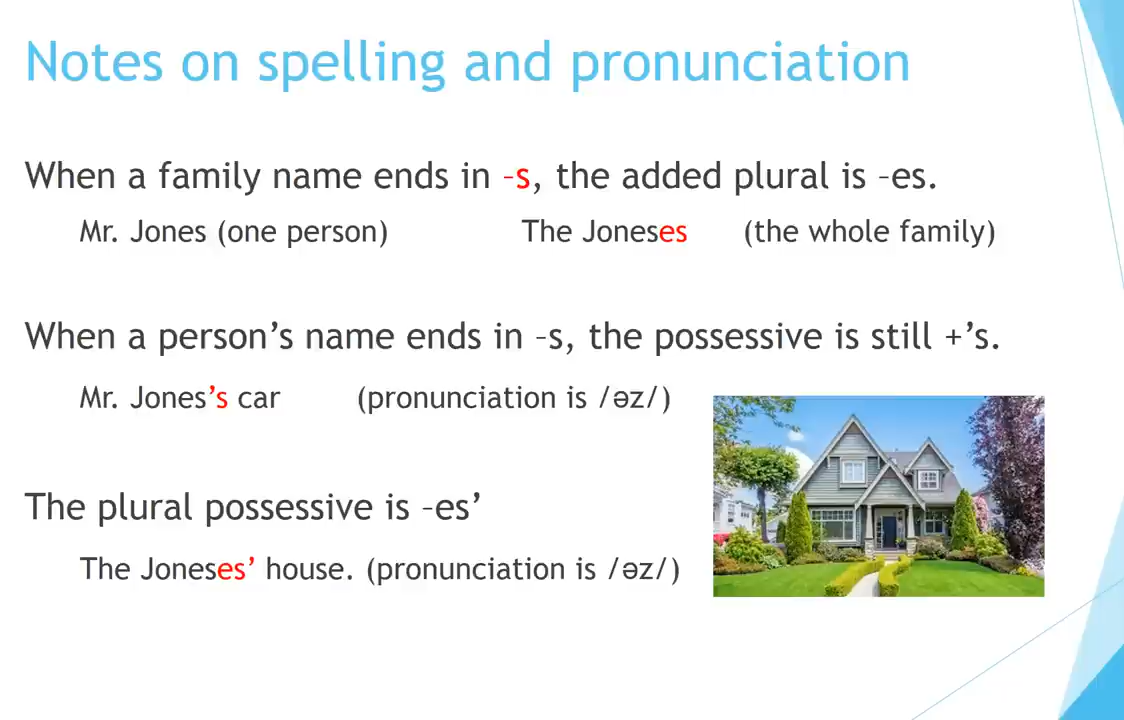 Notes on spelling and pronunciation
When a family name ends in –s, the added plural is –es.
Mr. Jones (one person) The Joneses (the whole family)
When a person’s name ends in –s, the possessive is still +’s.
Mr. Jones’s car (pronunciation is /əz/)
The plural possessive is –es’
The Joneses’ house. (pronunciation is /əz/)